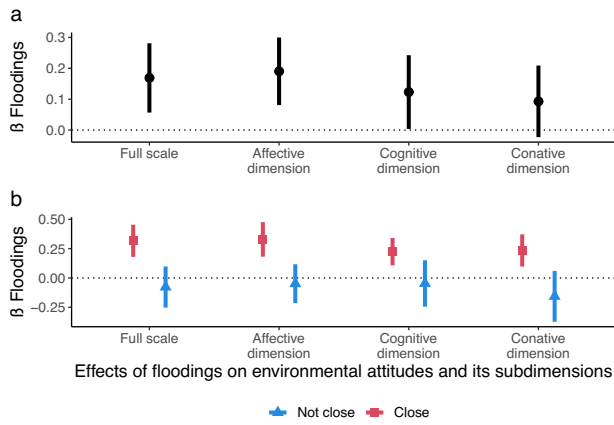 a
ß Floodings
0.3
0.2
0.1
0.0
Full scale
Affective dimension
Cognitive dimension
Conative dimension
b
ß Floodings
0.50
0.25
0.00
−0.25
Full scale
Affective dimension
Cognitive dimension
Conative dimension
Effects of floodings on environmental attitudes and its subdimensions
Not close
Close